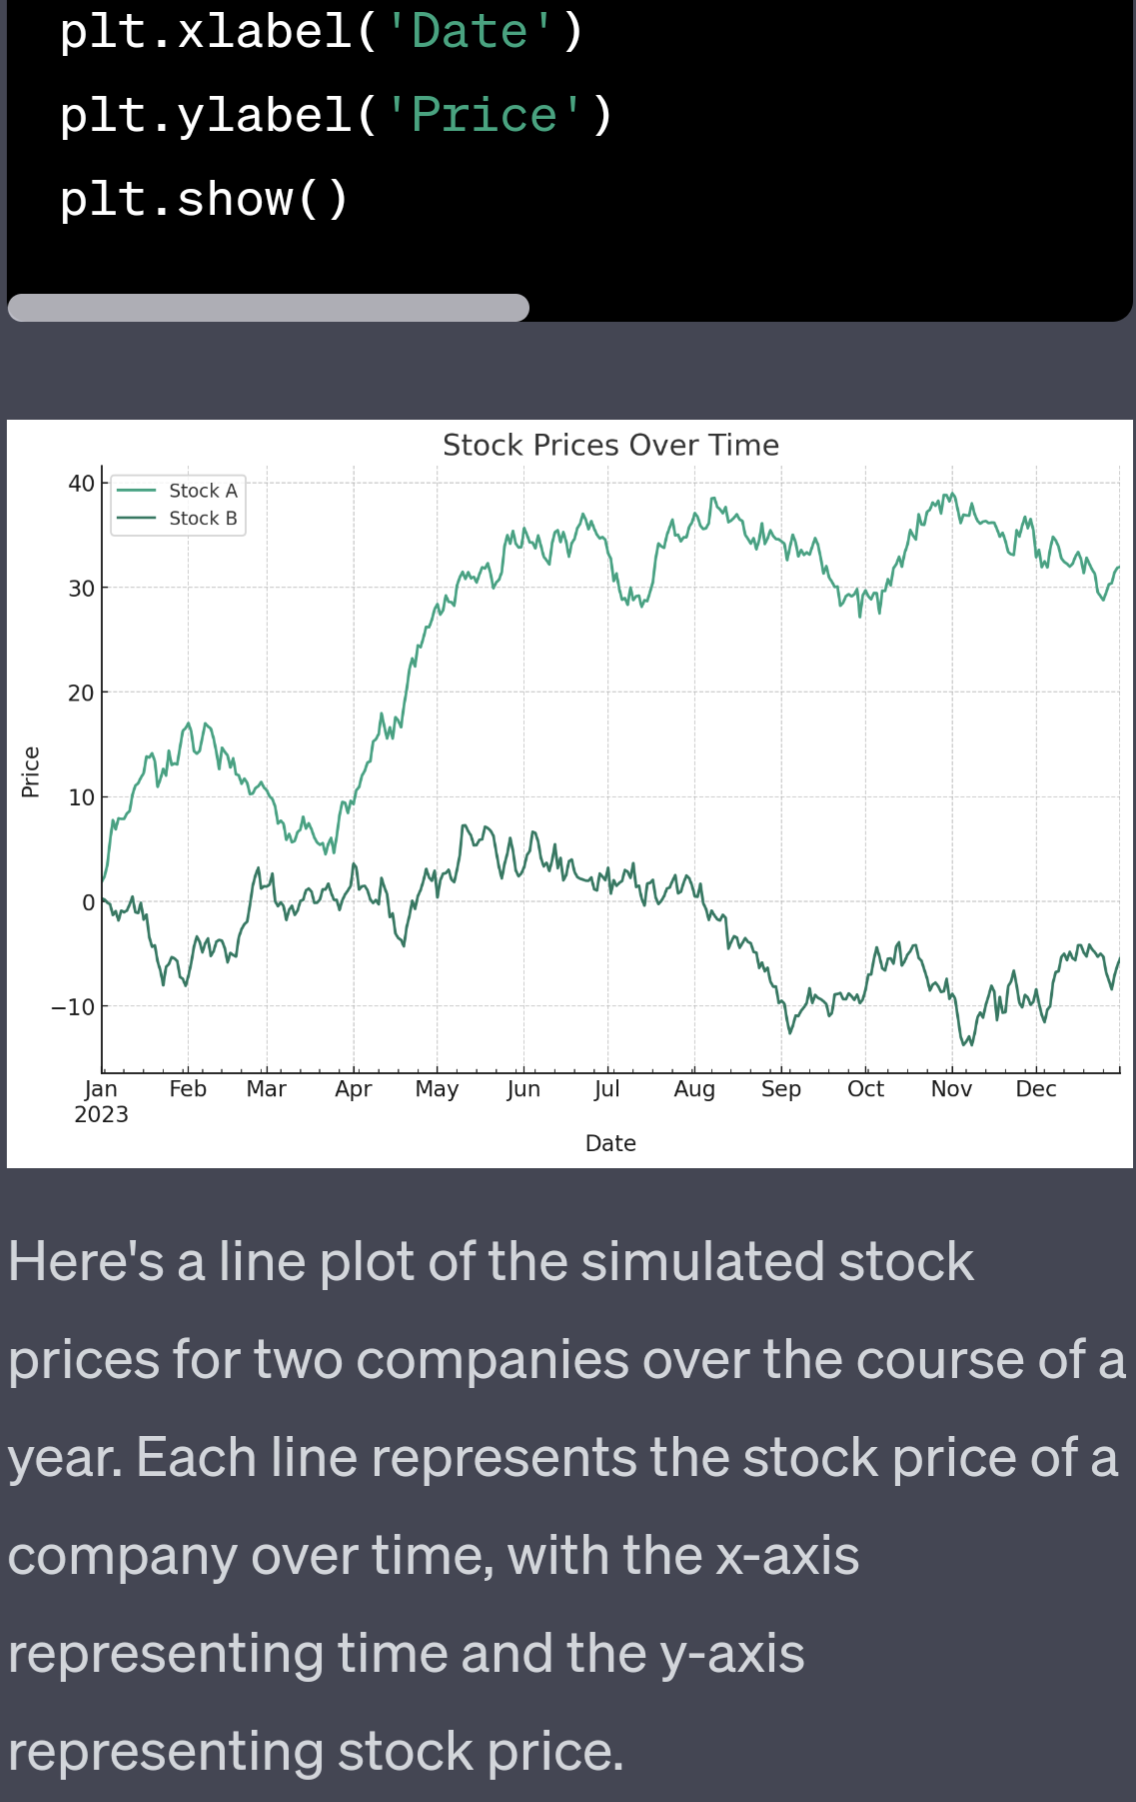 plt.xlabel('Date')
plt.ylabel('Price')
plt.show()
Stock Prices Over Time
Stock A
Stock B
40
30
20
10
0
−10
Price
Jan Feb Mar Apr May Jun Jul Aug Sep Oct Nov Dec
2023
Date
Here's a line plot of the simulated stock
prices for two companies over the course of a
year. Each line represents the stock price of a
company over time, with the x-axis
representing time and the y-axis
representing stock price.